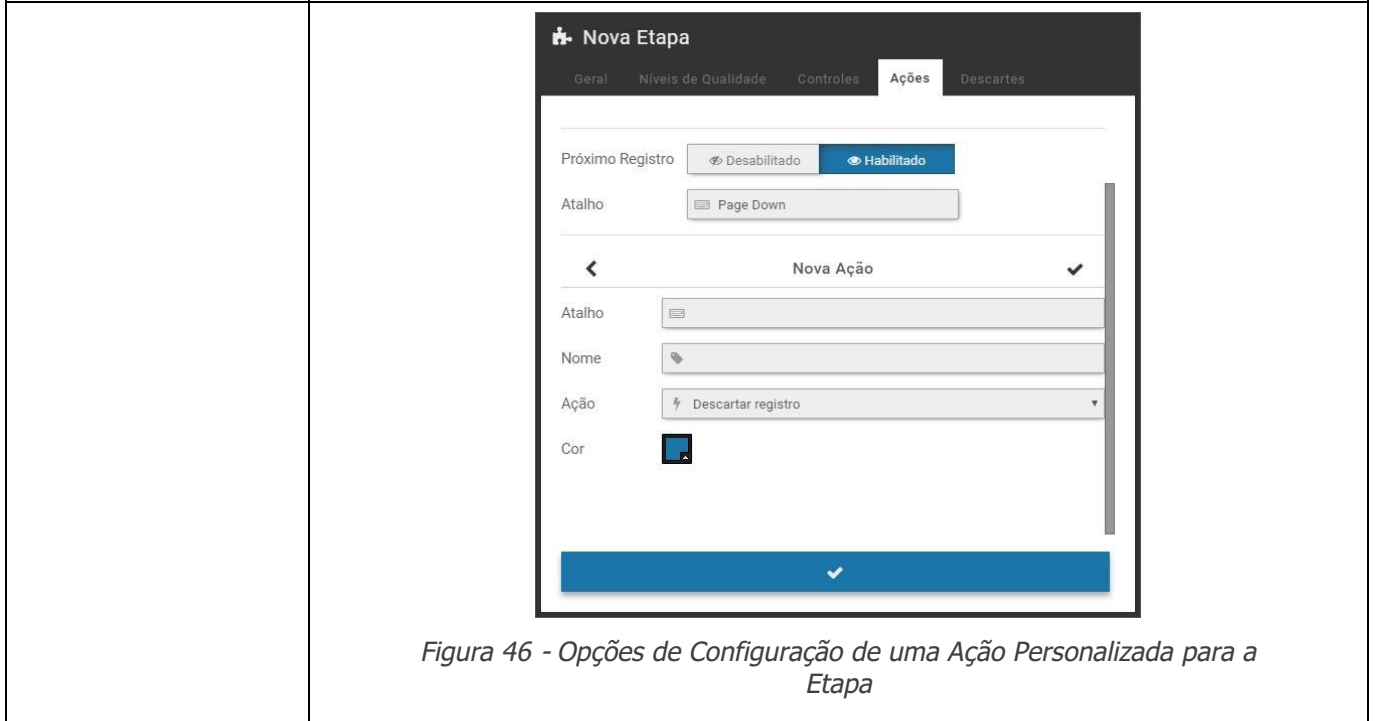 Nova Etapa
Geral Níveis de Qualidade Controles Ações Descartes
Próximo Registro Desabilitado Habilitado
Atalho Page Down
Nova Ação
Atalho
Nome
Ação Descartar registro
Cor
Figura 46 - Opções de Configuração de uma Ação Personalizada para a
Etapa